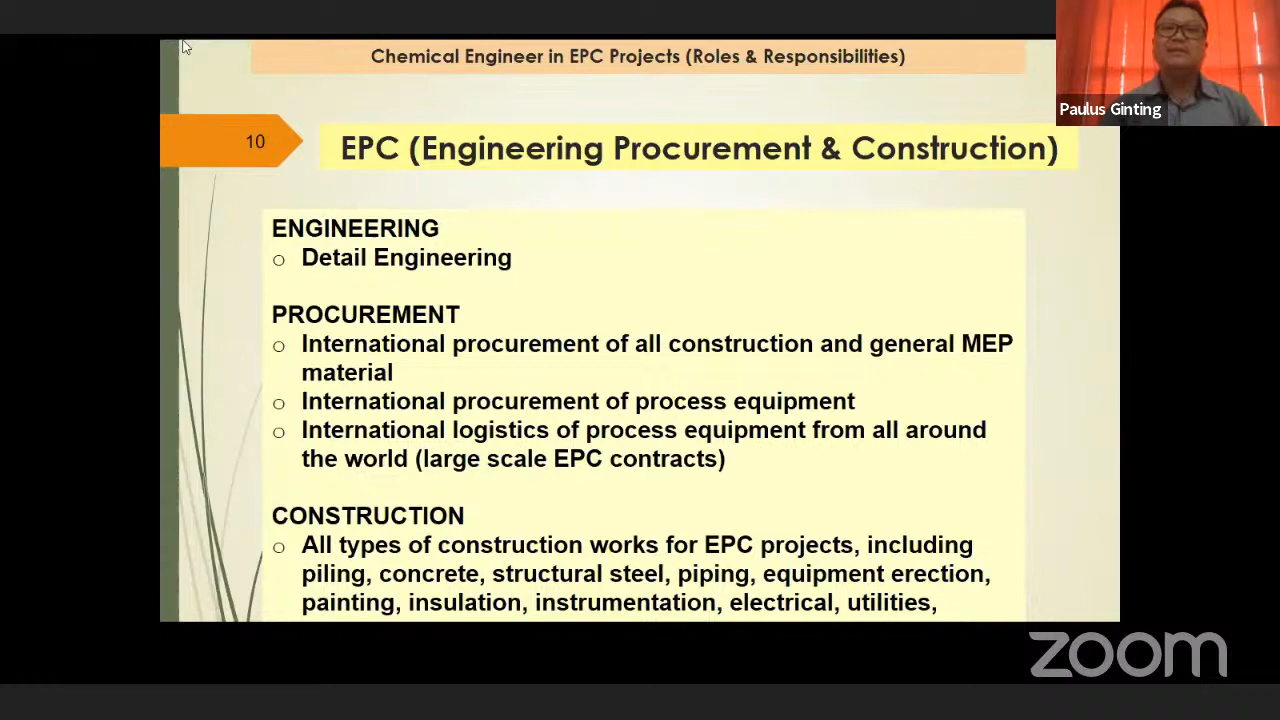 Chemical Engineer in EPC Projects (Roles & Responsibilities)
Paulus Ginting
10
EPC (Engineering Procurement & Construction)
ENGINEERING
o Detail Engineering
PROCUREMENT
o International procurement of all construction and general MEP
material
o International procurement of process equipment
o International logistics of process equipment from all around
the world (large scale EPC contracts)
CONSTRUCTION
o All types of construction works for EPC projects, including
piling, concrete, structural steel, piping, equipment erection,
painting, insulation, instrumentation, electrical, utilities,
zoom